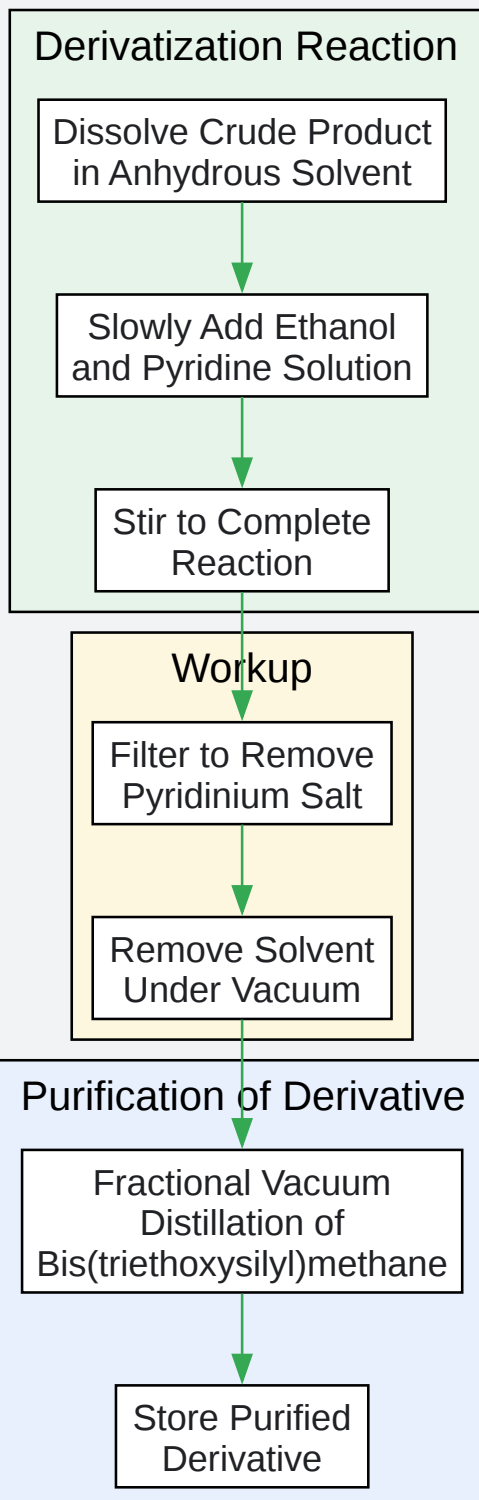 Derivatization Reaction
Dissolve Crude Product
in Anhydrous Solvent
Slowly Add Ethanol
and Pyridine Solution
Stir to Complete
Reaction
Workup
Filter to Remove
Pyridinium Salt
Remove Solvent
Under Vacuum
Purification of Derivative
Fractional Vacuum
Distillation of
Bis(triethoxysilyl)methane
Store Purified
Derivative